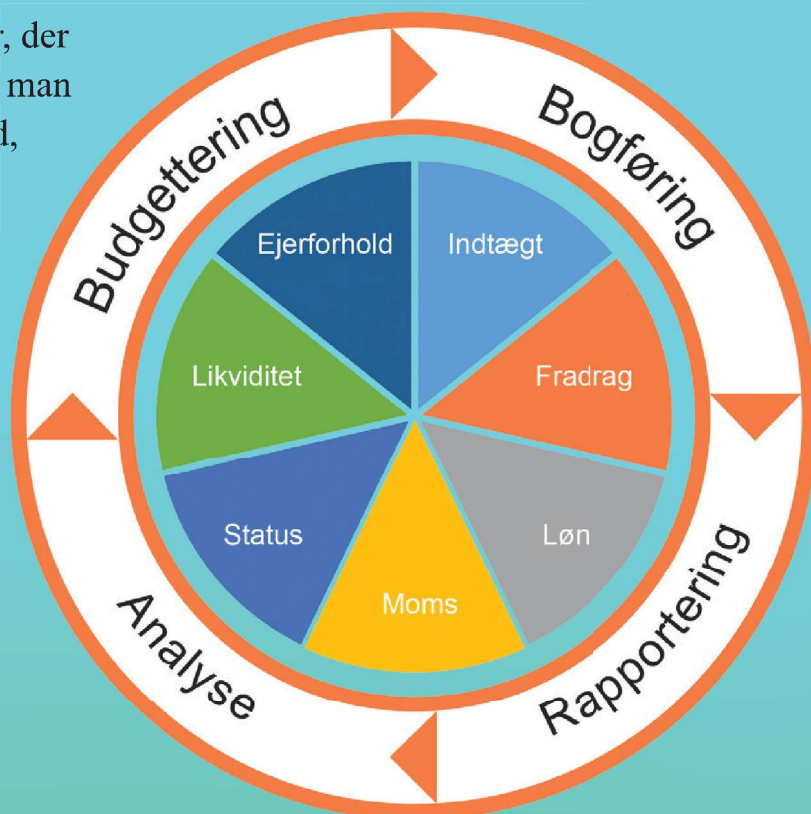 , der
man
d,
Budgettering
Bogføring
Rapportering
Analyse
Ejerforhold
Indtægt
Fradrag
Løn
Moms
Status
Likviditet